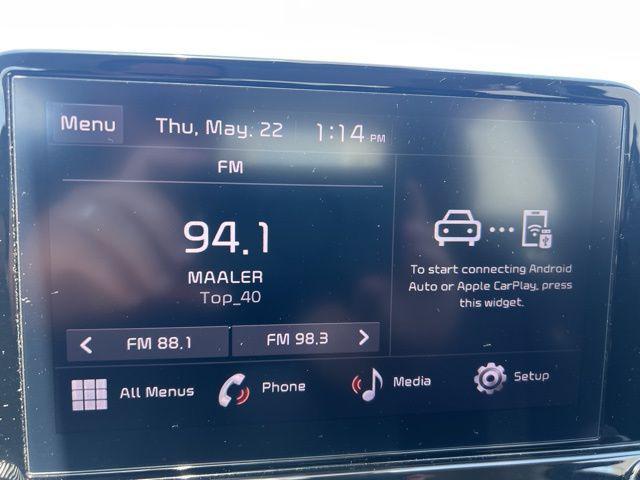 Menu
Thu, May. 22
1:14 PM
FM
94.1
MAALER
Top_40
FM 88.1
FM 98.3
To start connecting Android
Auto or Apple CarPlay, press
this widget.
All Menus
Phone
Media
Setup